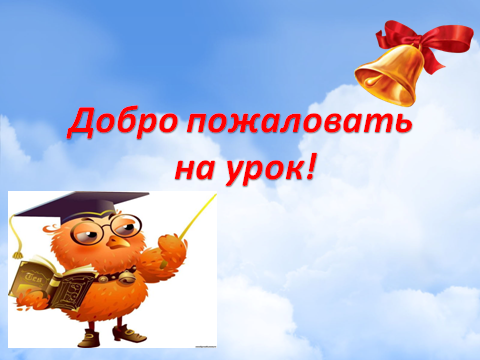 Добро пожаловать
на урок!